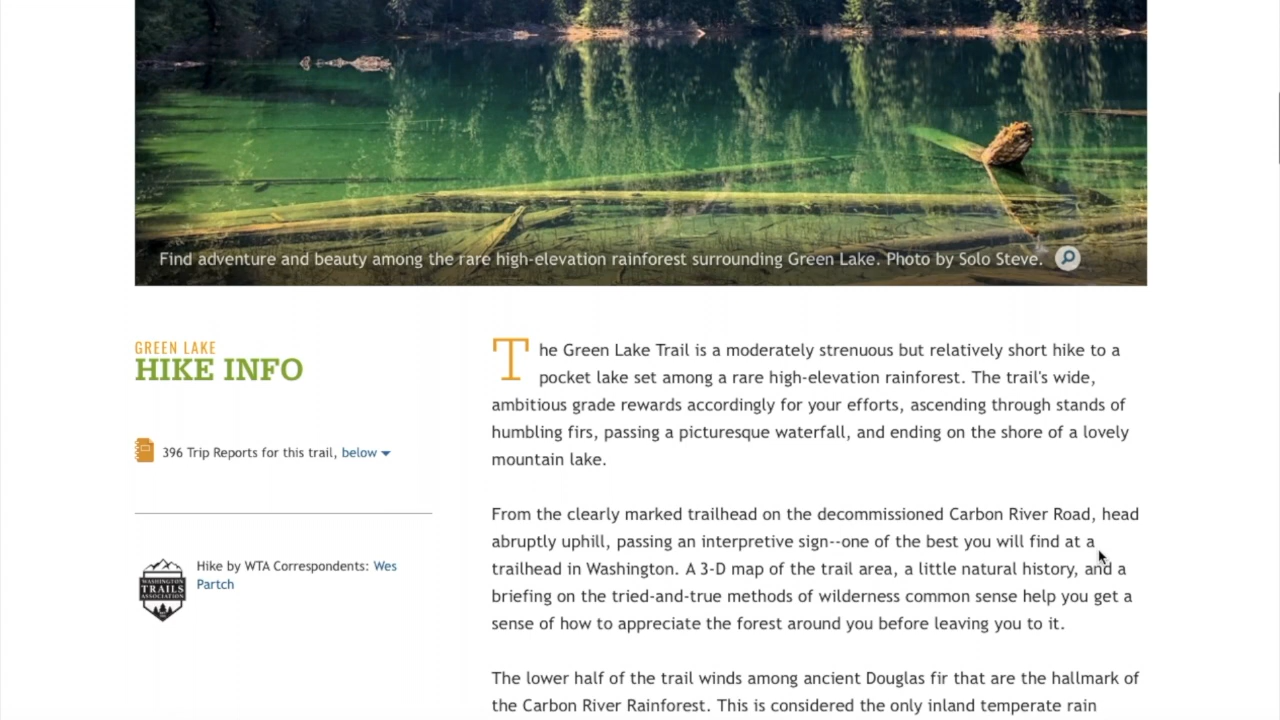 Find adventure and beauty among the rare high-elevation rainforest surrounding Green Lake. Photo by Solo Steve.
GREEN LAKE
HIKE INFO
396 Trip Reports for this trail, below
Hike by WTA Correspondents: Wes
Partch
WASHINGTON
TRAILS
ASSOCIATION
The Green Lake Trail is a moderately strenuous but relatively short hike to a
pocket lake set among a rare high-elevation rainforest. The trail's wide,
ambitious grade rewards accordingly for your efforts, ascending through stands of
humbling firs, passing a picturesque waterfall, and ending on the shore of a lovely
mountain lake.
From the clearly marked trailhead on the decommissioned Carbon River Road, head
abruptly uphill, passing an interpretive sign--one of the best you will find at a
trailhead in Washington. A 3-D map of the trail area, a little natural history, and a
briefing on the tried-and-true methods of wilderness common sense help you get a
sense of how to appreciate the forest around you before leaving you to it.
The lower half of the trail winds among ancient Douglas fir that are the hallmark of
the Carbon River Rainforest. This is considered the only inland temperate rain